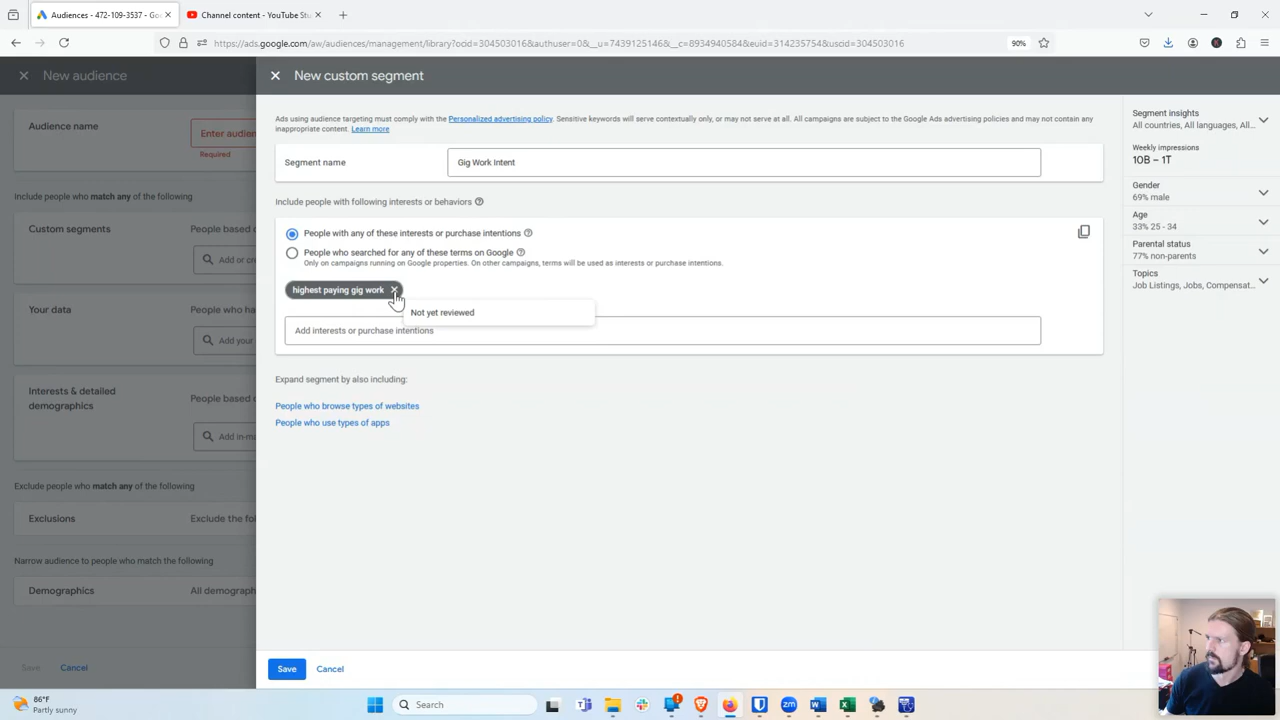 Audiences - 472-109-3537 - Goo
Channel content - YouTube Stu
https://ads.google.com/aw/audiences/management/library?ocid=304503016&authuser=0&__u=7439125146&__c=8934940584&euid=314235754&uscid=304503016
90%
New audience
New custom segment
Audience name
Enter audien
Required
Include people who match any of the following
Custom segments
People based o
Add or cr
Your data
People who ha
Add your
Interests & detailed
demographics
People based o
Add in-ma
Exclude people who match any of the following
Exclusions
Exclude the fol
Narrow audience to people who match the following
Demographics
All demograph
Save
Cancel
Ads using audience targeting must comply with the Personalized advertising policy. Sensitive keywords will serve contextually only, or may not serve at all. All campaigns are subject to the Google Ads advertising policies and may not contain any
inappropriate content. Learn more
Segment name
Gig Work Intent
Include people with following interests or behaviors
People with any of these interests or purchase intentions
People who searched for any of these terms on Google
Only on campaigns running on Google properties. On other campaigns, terms will be used as interests or purchase intentions.
highest paying gig work
Not yet reviewed
Add interests or purchase intentions
Expand segment by also including:
People who browse types of websites
People who use types of apps
Save
Cancel
Segment insights
All countries, All languages, All...
Weekly impressions
10B – 1T
Gender
69% male
Age
33% 25 - 34
Parental status
77% non-parents
Topics
Job Listings, Jobs, Compensat...
86°F
Partly sunny
Search